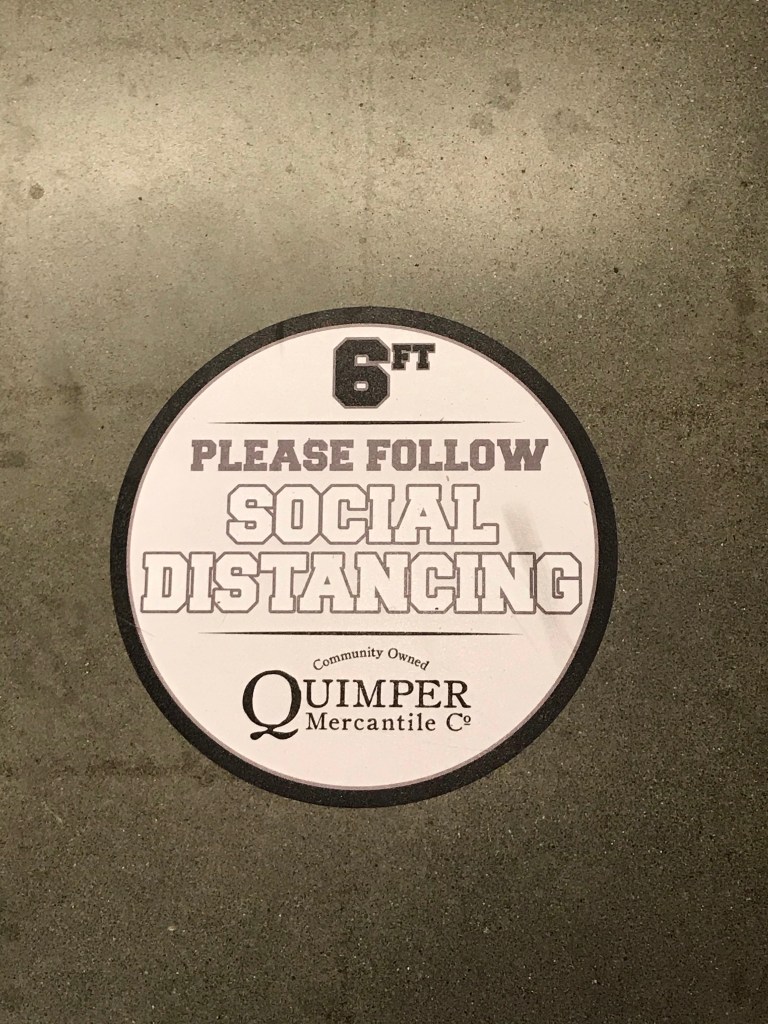 6FT
PLEASE FOLLOW
SOCIAL
DISTANCING
Community Owned
QUIMPER
Mercantile Cº